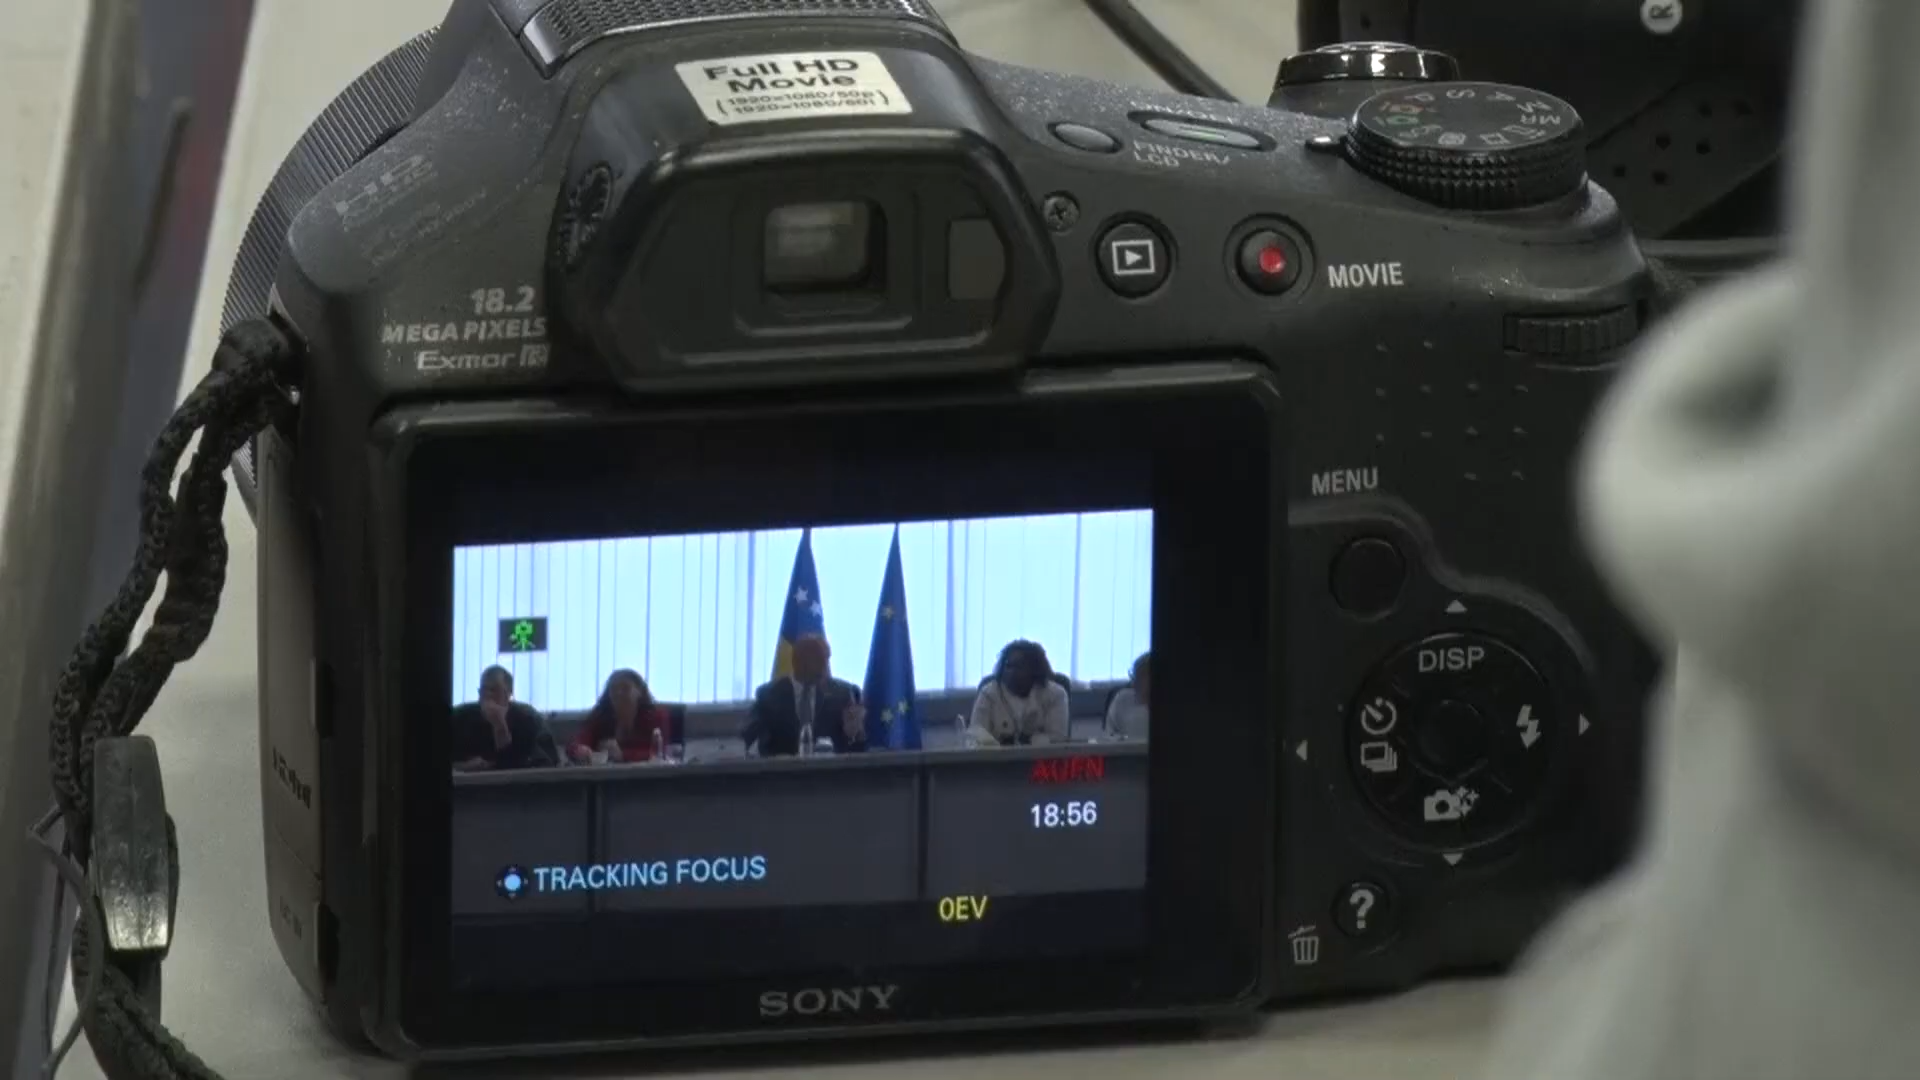 Full HD
Movie
(1920×1080/50p)
(1920×1080/60i)
FINDER/
LCD
MOVIE
18.2
MEGA PIXELS
Exmor R
MENU
DISP
18:56
TRACKING FOCUS
0EV
?
SONY
R